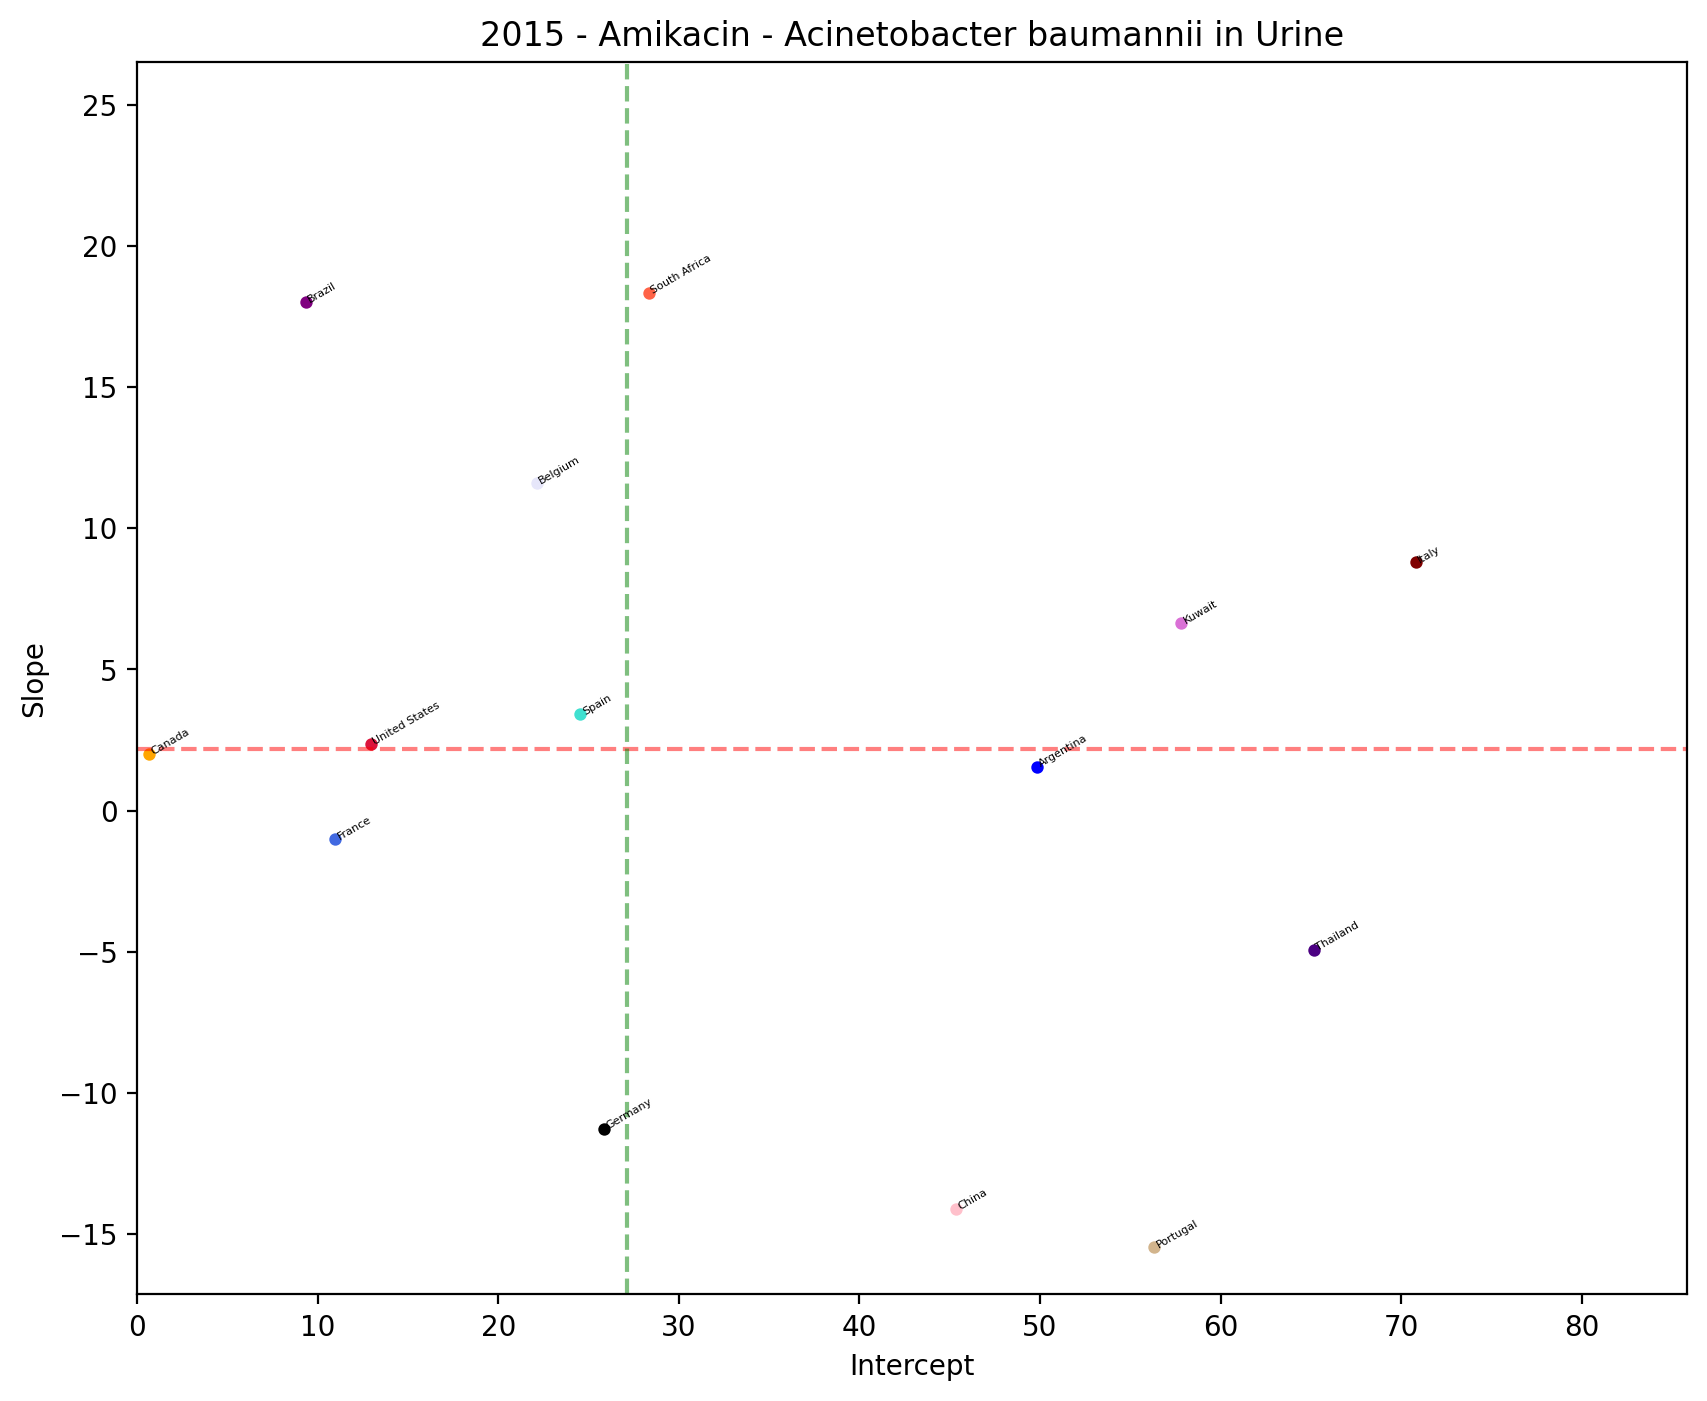 2015 - Amikacin - Acinetobacter baumannii in Urine
25
20
15
10
5
0
−5
−10
−15
Slope
South Africa
Brazil
Belgium
Italy
Kuwait
Spain
United States
Canada
Argentina
France
Thailand
Germany
China
Portugal
0 10 20 30 40 50 60 70 80
Intercept